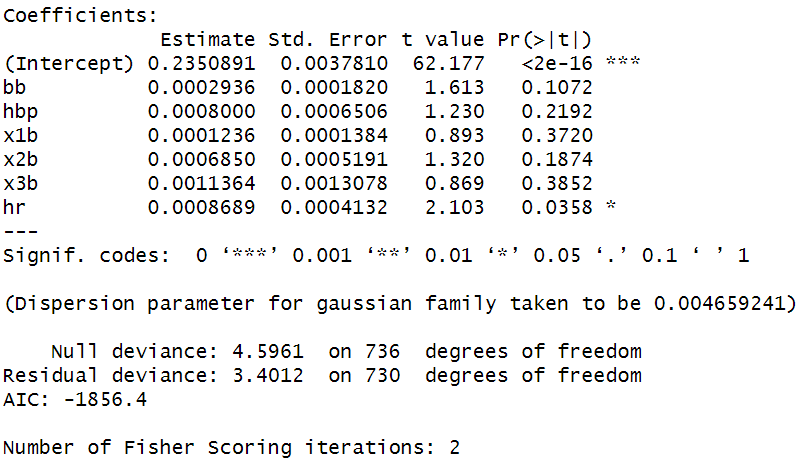 Coefficients:
Estimate Std. Error t value Pr(>|t|)
(Intercept) 0.2350891 0.0037810 62.177 <2e-16 ***
bb 0.0002936 0.0001820 1.613 0.1072
hbp 0.0008000 0.0006506 1.230 0.2192
x1b 0.0001236 0.0001384 0.893 0.3720
x2b 0.0006850 0.0005191 1.320 0.1874
x3b 0.0011364 0.0013078 0.869 0.3852
hr 0.0008689 0.0004132 2.103 0.0358 *
---
Signif. codes: 0 ‘***’ 0.001 ‘**’ 0.01 ‘*’ 0.05 ‘.’ 0.1 ‘ ’ 1
(Dispersion parameter for gaussian family taken to be 0.004659241)
Null deviance: 4.5961 on 736 degrees of freedom
Residual deviance: 3.4012 on 730 degrees of freedom
AIC: -1856.4
Number of Fisher Scoring iterations: 2